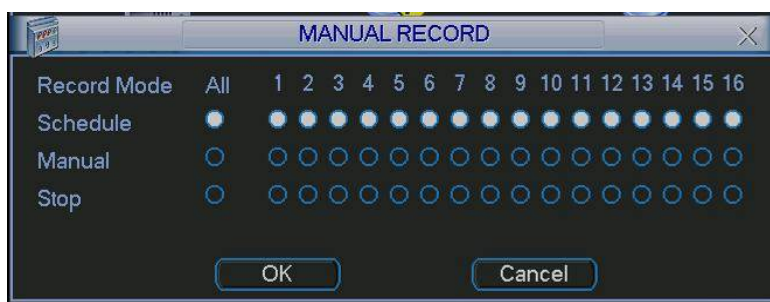 MANUAL RECORD
Record Mode All 1 2 3 4 5 6 7 8 9 10 11 12 13 14 15 16
Schedule
Manual
Stop
OK Cancel